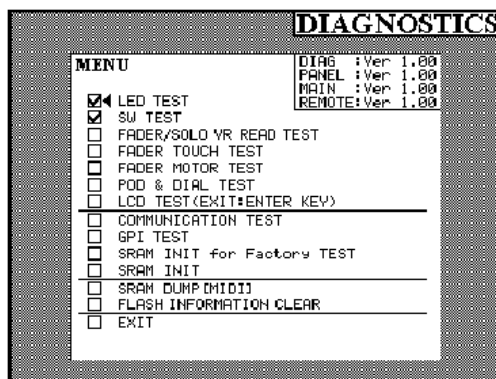 DIAGNOSTICS
MENU
DIAG :Ver 1.00
PANEL :Ver 1.00
MAIN :Ver 1.00
REMOTE:Ver 1.00
LED TEST
SW TEST
FADER/SOLO VR READ TEST
FADER TOUCH TEST
FADER MOTOR TEST
POD & DIAL TEST
LCD TEST(EXIT:ENTER KEY)
COMMUNICATION TEST
GPI TEST
SRAM INIT for Factory TEST
SRAM INIT
SRAM DUMP[MIDI]
FLASH INFORMATION CLEAR
EXIT